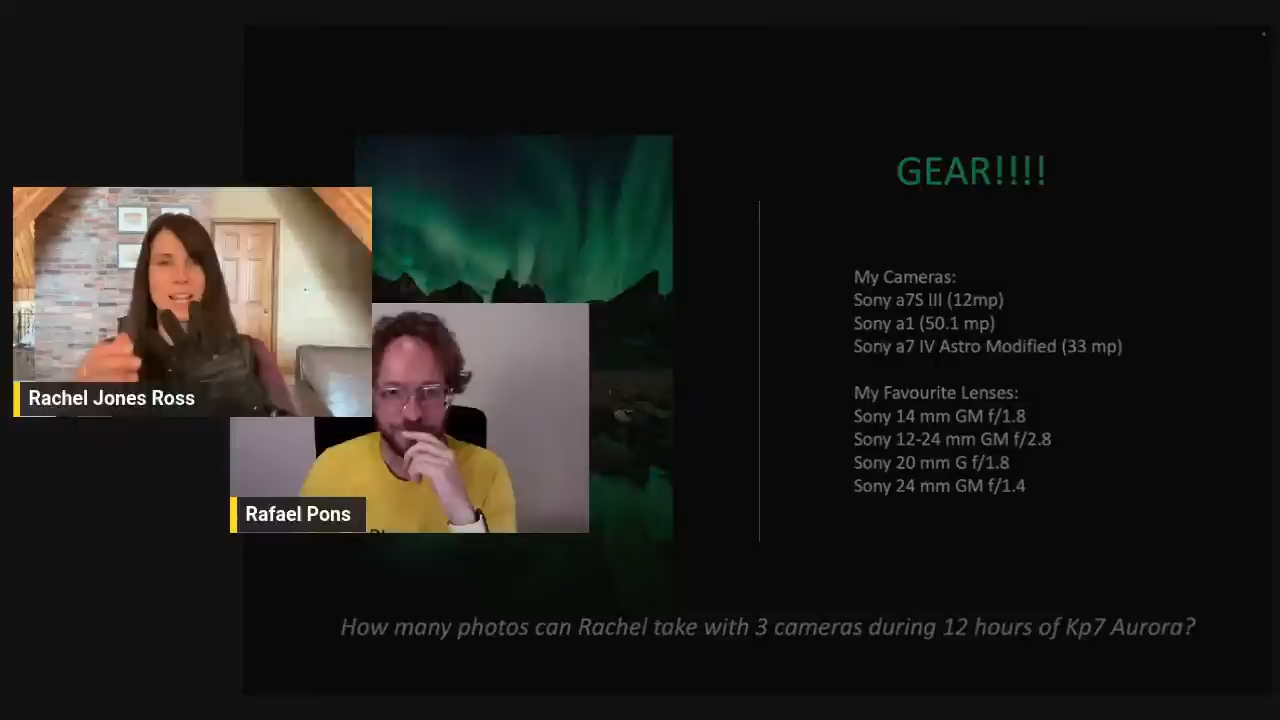 GEAR!!!!
My Cameras:
Sony a7S III (12mp)
Sony a1 (50.1 mp)
Sony a7 IV Astro Modified (33 mp)
My Favourite Lenses:
Sony 14 mm GM f/1.8
Sony 12-24 mm GM f/2.8
Sony 20 mm G f/1.8
Sony 24 mm GM f/1.4
Rachel Jones Ross
Rafael Pons
How many photos can Rachel take with 3 cameras during 12 hours of Kp7 Aurora?